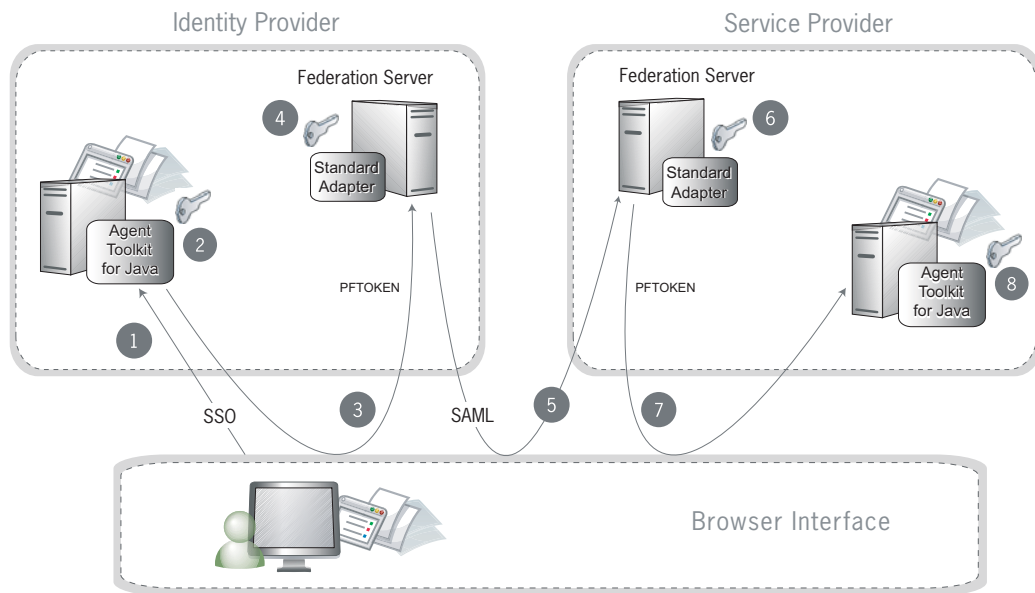 Identity Provider
Service Provider
Federation Server
Federation Server
4
6
Standard
Adapter
Standard
Adapter
2
Agent
Toolkit
for Java
8
Agent
Toolkit
for Java
PFTOKEN
PFTOKEN
1
3
5
7
SSO
SAML
Browser Interface